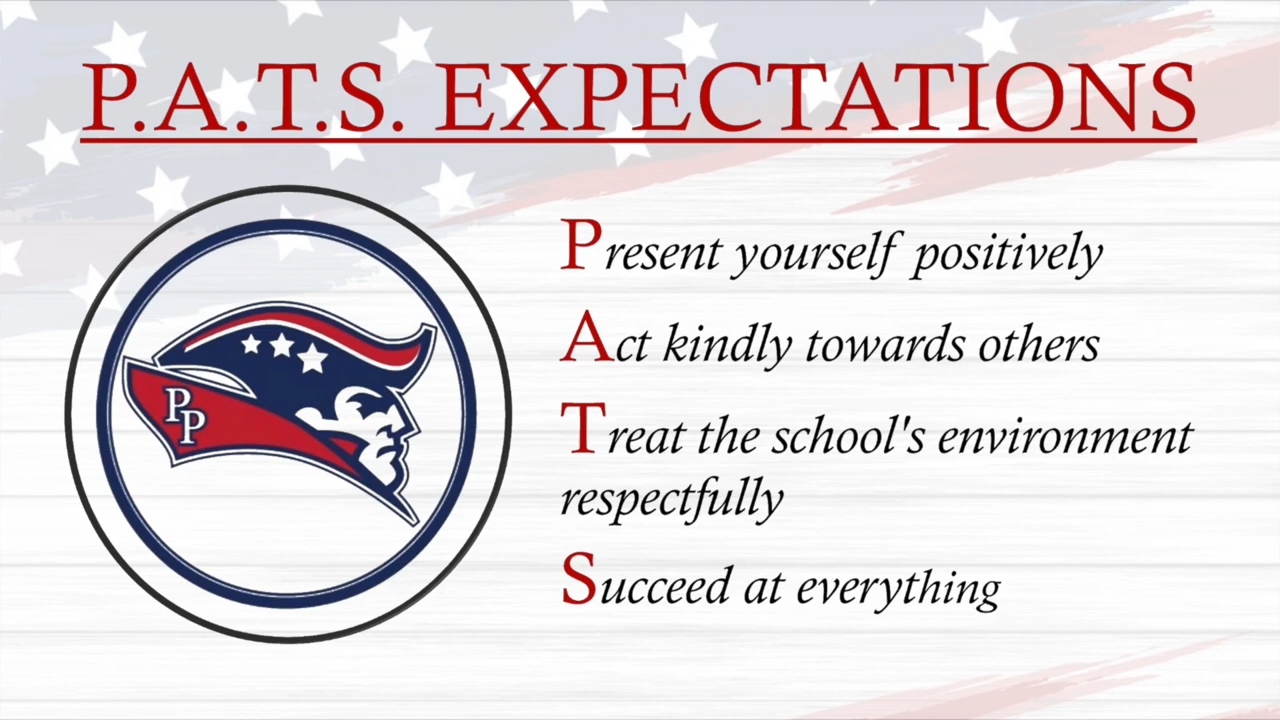 P.A.T.S. EXPECTATIONS
PP
Present yourself positively
Act kindly towards others
Treat the school's environment
respectfully
Succeed at everything